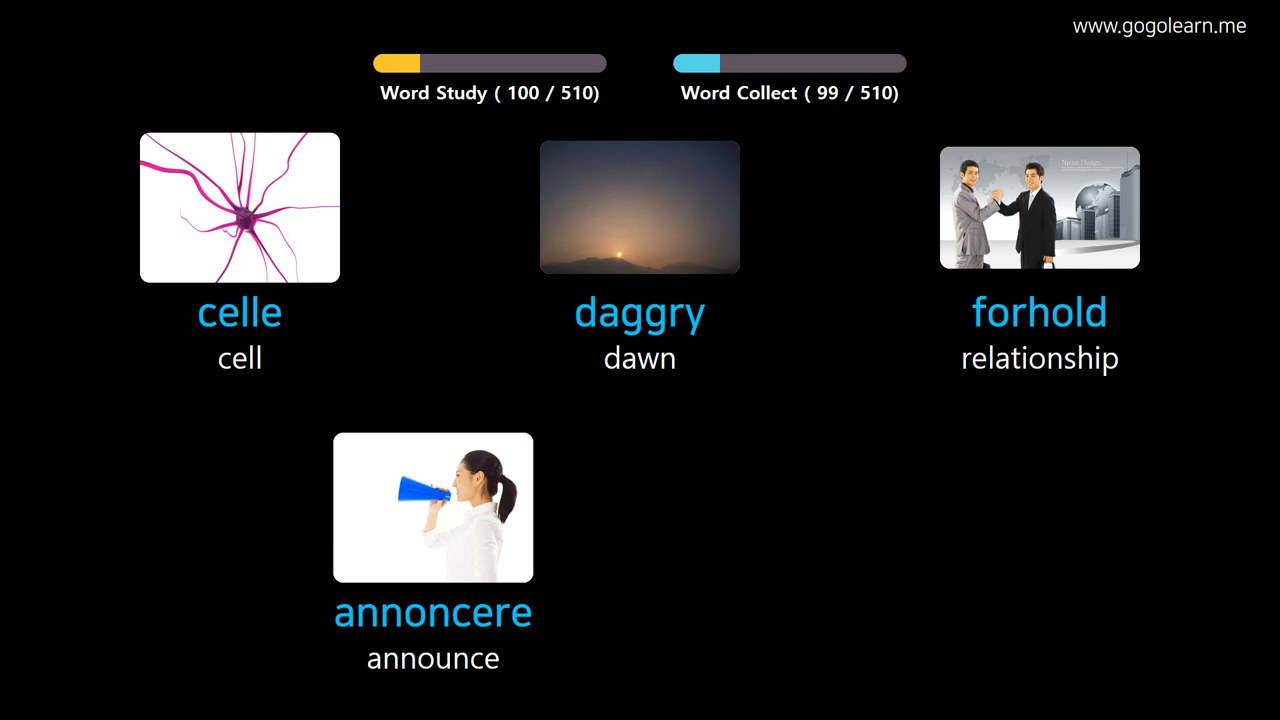 www.gogolearn.me
Word Study ( 100 / 510)
Word Collect ( 99 / 510)
celle
cell
daggry
dawn
forhold
relationship
annoncere
announce